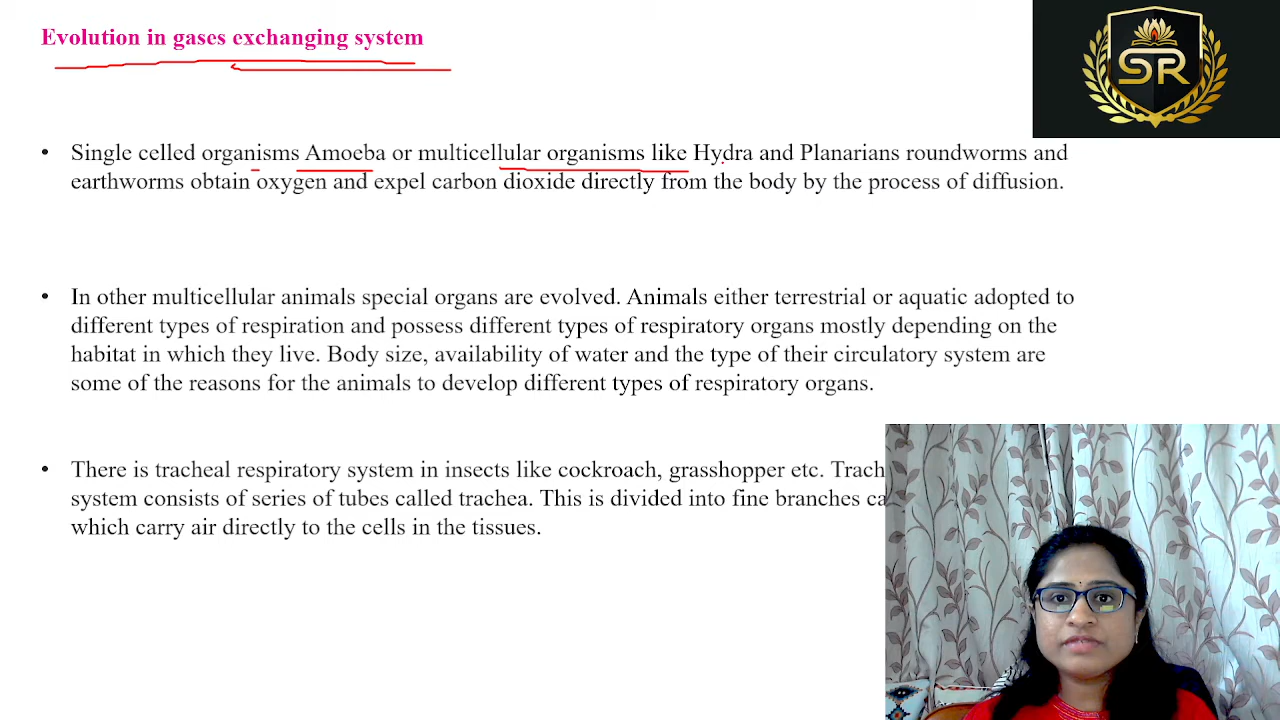 Evolution in gases exchanging system
SR
• Single celled organisms Amoeba or multicellular organisms like Hydra and Planarians roundworms and
earthworms obtain oxygen and expel carbon dioxide directly from the body by the process of diffusion.
• In other multicellular animals special organs are evolved. Animals either terrestrial or aquatic adopted to
different types of respiration and possess different types of respiratory organs mostly depending on the
habitat in which they live. Body size, availability of water and the type of their circulatory system are
some of the reasons for the animals to develop different types of respiratory organs.
• There is tracheal respiratory system in insects like cockroach, grasshopper etc. Trach
system consists of series of tubes called trachea. This is divided into fine branches ca
which carry air directly to the cells in the tissues.